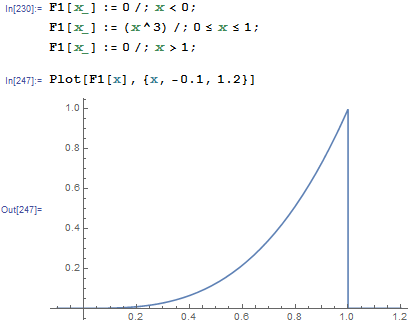 In[230]:= F1[x_] := 0 /; x < 0;
F1[x_] := (x^3) /; 0 ≤ x ≤ 1;
F1[x_] := 0 /; x > 1;
In[247]:= Plot[F1[x], {x, -0.1, 1.2}]
Out[247]=
1.0
0.8
0.6
0.4
0.2
0.2 0.4 0.6 0.8 1.0 1.2